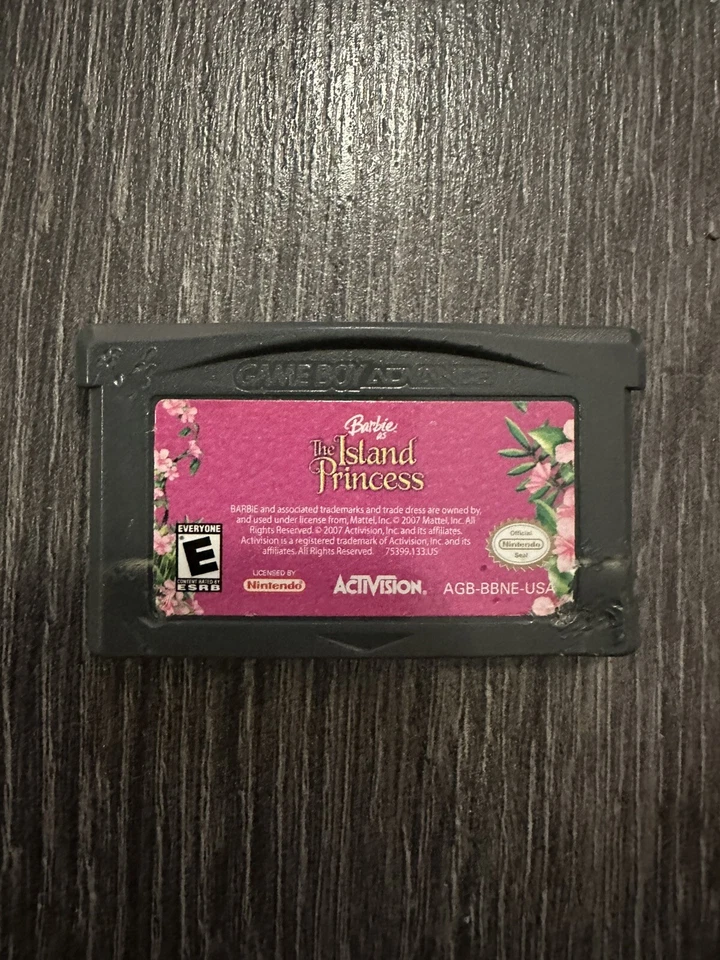 GAME BOY ADVANCE
Barbie
as
The Island
Princess
BARBIE and associated trademarks and trade dress are owned by,
and used under license from, Mattel, Inc. © 2007 Mattel, Inc. All
Rights Reserved. © 2007 Activision, Inc. and its affiliates.
Activision is a registered trademark of Activision, Inc. and its
affiliates. All Rights Reserved. 75399.133.US
EVERYONE
E
CONTENT RATED BY
ESRB
Official
Nintendo
Seal
LICENSED BY
Nintendo
ACTIVISION.
AGB-BBNE-USA